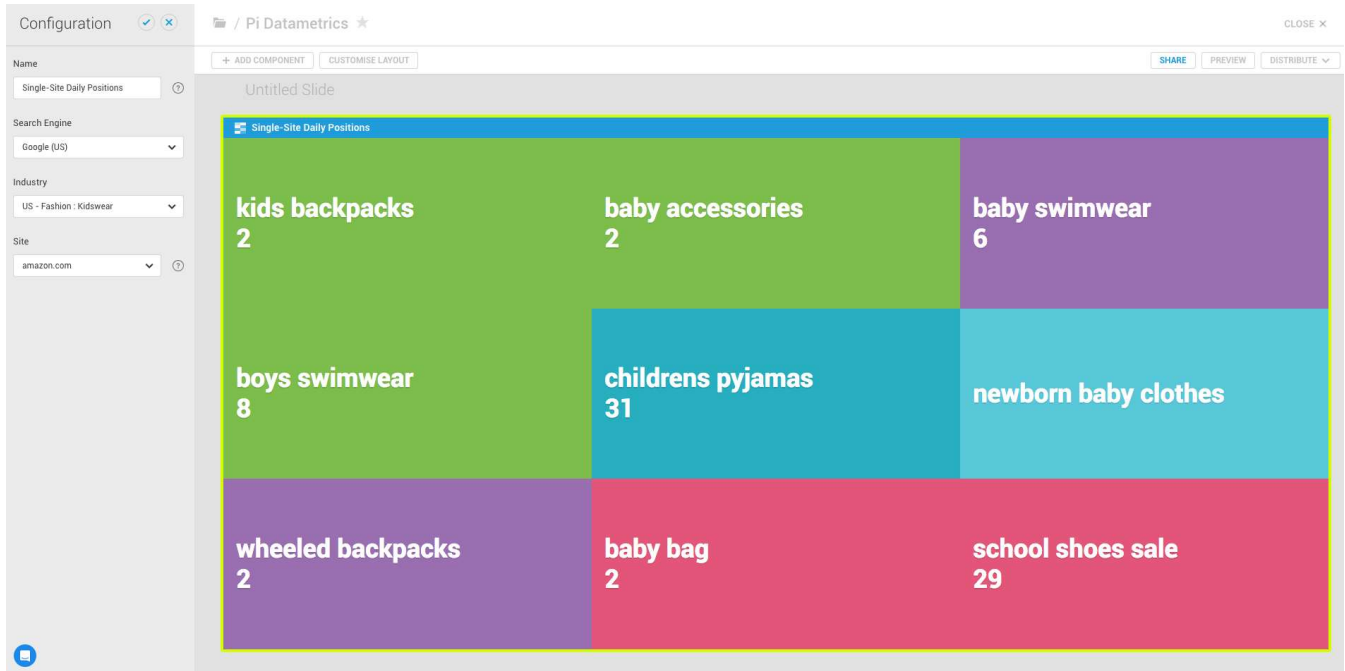 Configuration
/ Pi Datametrics
CLOSE ×
Name
Single-Site Daily Positions
?
Search Engine
Google (US)
Industry
US - Fashion : Kidswear
Site
amazon.com
?
+ ADD COMPONENT
CUSTOMISE LAYOUT
SHARE
PREVIEW
DISTRIBUTE
Untitled Slide
Single-Site Daily Positions
kids backpacks
2
baby accessories
2
baby swimwear
6
boys swimwear
8
childrens pyjamas
31
newborn baby clothes
wheeled backpacks
2
baby bag
2
school shoes sale
29